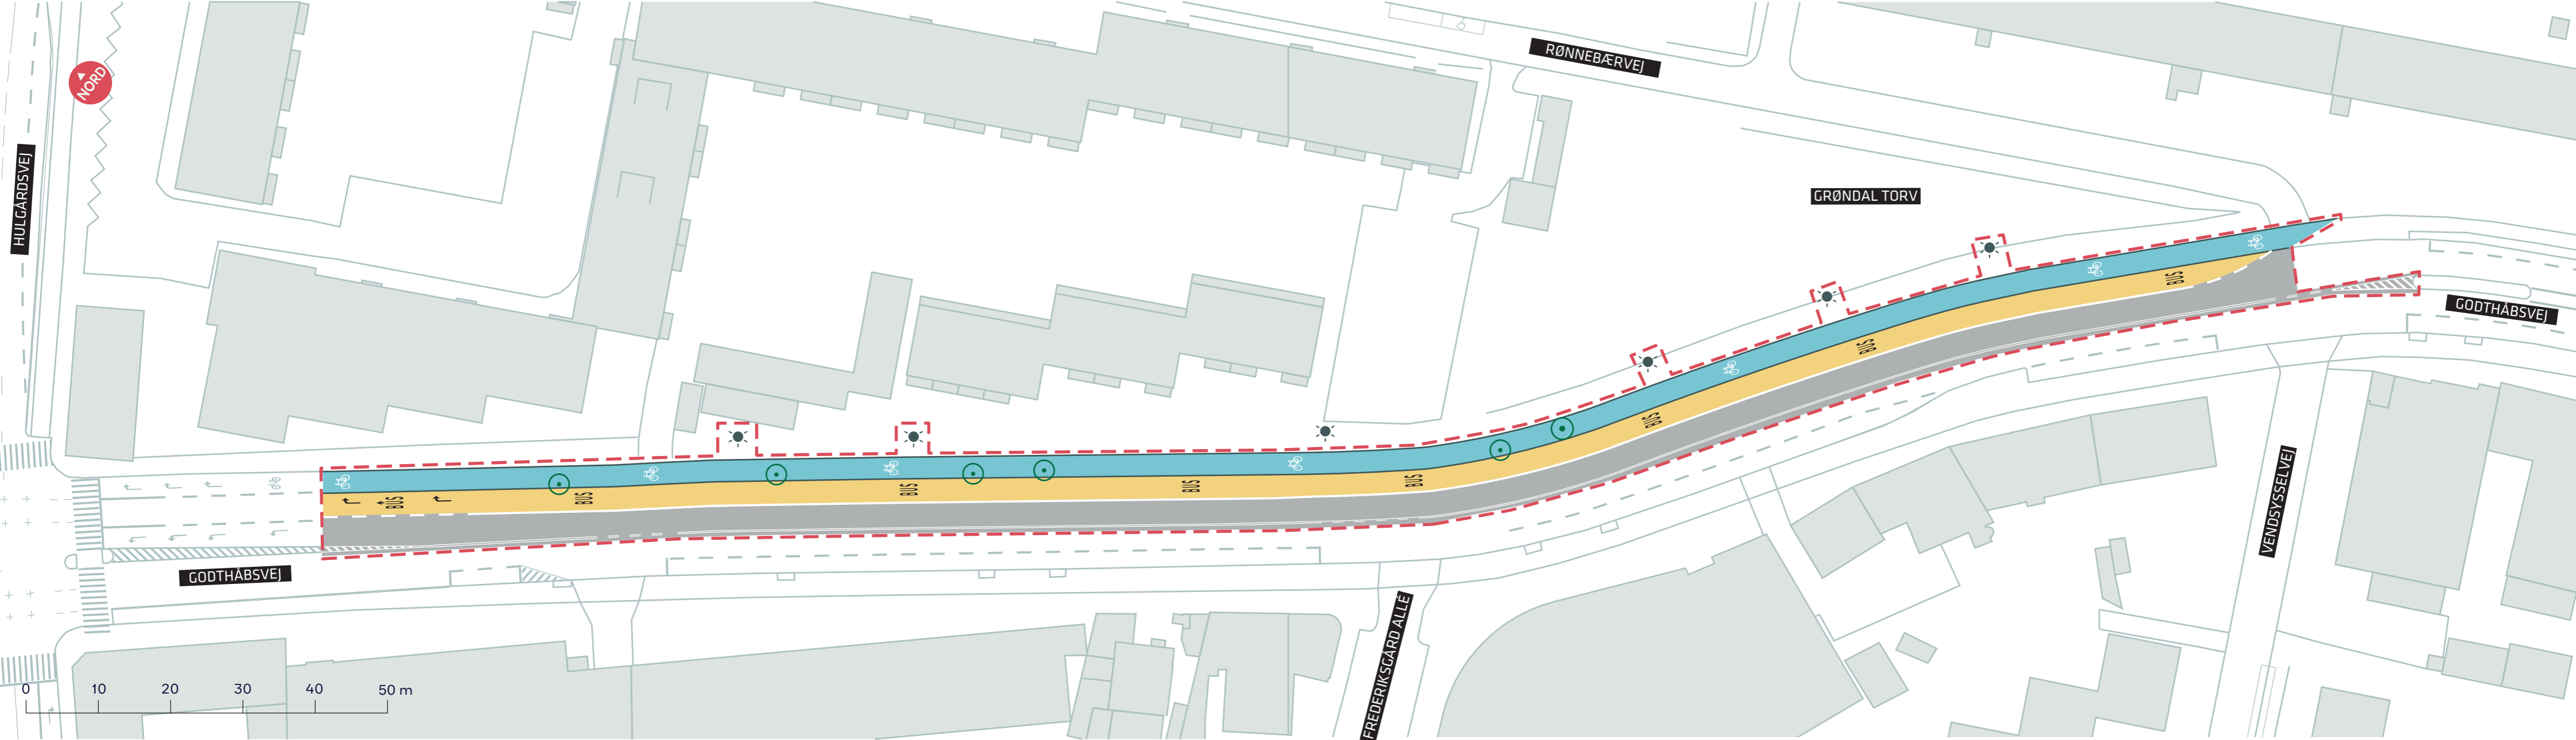 RØNNEBÆRVEJ
NORD
HULGÅRDSVEJ
GRØNDAL TORV
BUS
GODTHÅBSVEJ
BUS
BUS
BUS
BUS
BUS
BUS
BUS
VENDSYSSELVEJ
GODTHÅBSVEJ
FREDERIKSGÅRD ALLÉ
0 10 20 30 40 50 m